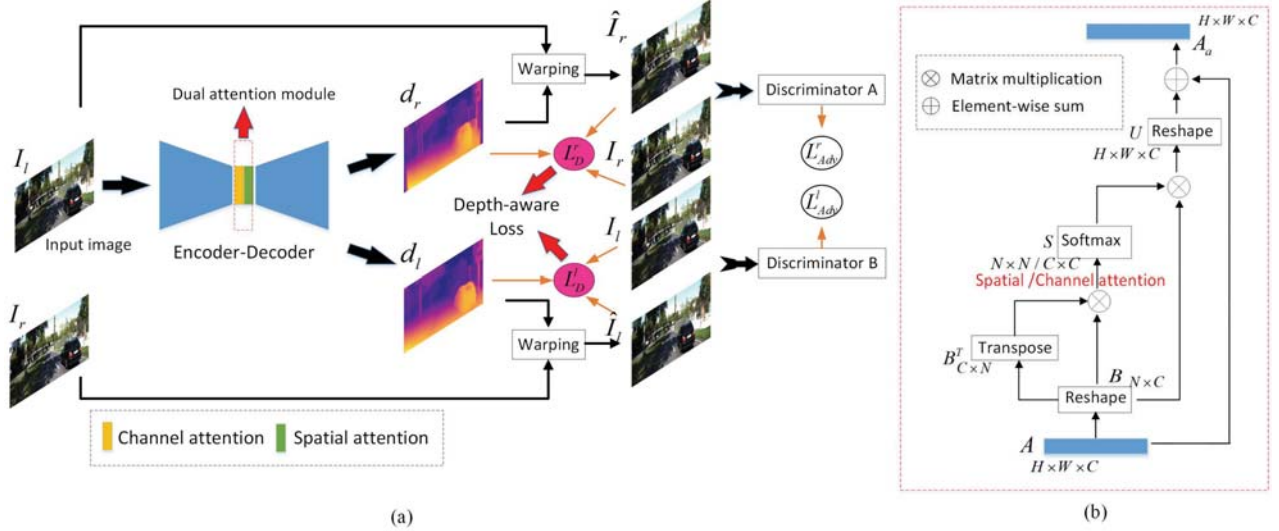 Î_r
Warping
Dual attention module
d_r
Discriminator A
I_l
L_D^r
I_r
L_Adv^r
Input image
Encoder-Decoder
Depth-aware
Loss
L_Adv^l
d_l
I_l
L_D^l
Discriminator B
I_r
Î_l
Warping
Channel attention
Spatial attention
(a)
H×W×C
A_a
Matrix multiplication
Element-wise sum
U
Reshape
H×W×C
S
Softmax
N×N / C×C
Spatial /Channel attention
Transpose
B^T_C×N
B N×C
Reshape
A
H×W×C
(b)